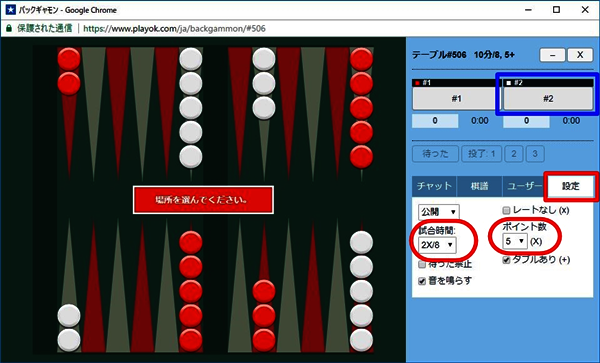 バックギャモン - Google Chrome
保護された通信 https://www.playok.com/ja/backgammon/#506
テーブル#506 10分/8, 5+
– X
#1 #2
#1 #2
0 0:00 0 0:00
待った 投了: 1 2 3
チャット 棋譜 ユーザー 設定
場所を選んでください。
公開 レートなし (x)
試合時間: ポイント数
2X/8 5 (X)
待った禁止 ダブルあり (+)
音を鳴らす